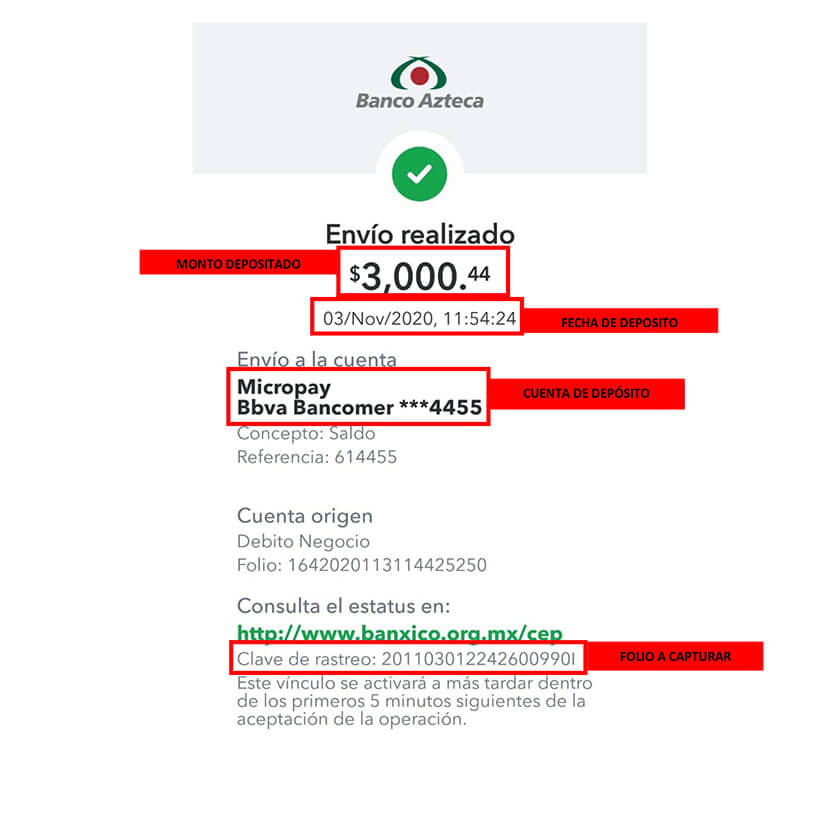 Banco Azteca
Envío realizado
MONTO DEPOSITADO
$3,000.44
03/Nov/2020, 11:54:24
FECHA DE DEPOSITO
Envío a la cuenta
Micropay
Bbva Bancomer ***4455
CUENTA DE DEPÓSITO
Concepto: Saldo
Referencia: 614455
Cuenta origen
Debito Negocio
Folio: 1642020113114425250
Consulta el estatus en:
http://www.banxico.org.mx/cep
Clave de rastreo: 201103012242600990I
FOLIO A CAPTURAR
Este vínculo se activará a más tardar dentro
de los primeros 5 minutos siguientes de la
aceptación de la operación.